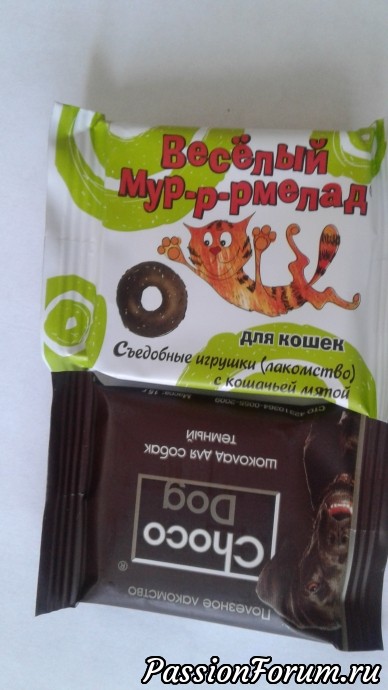 Весёлый
Мур-р-рмелад
для кошек
Съедобные игрушки (лакомство)
с кошачьей мятой
Полезное лакомство
Choco
Dog
®
шоколад для собак
темный
PassionForum.ru